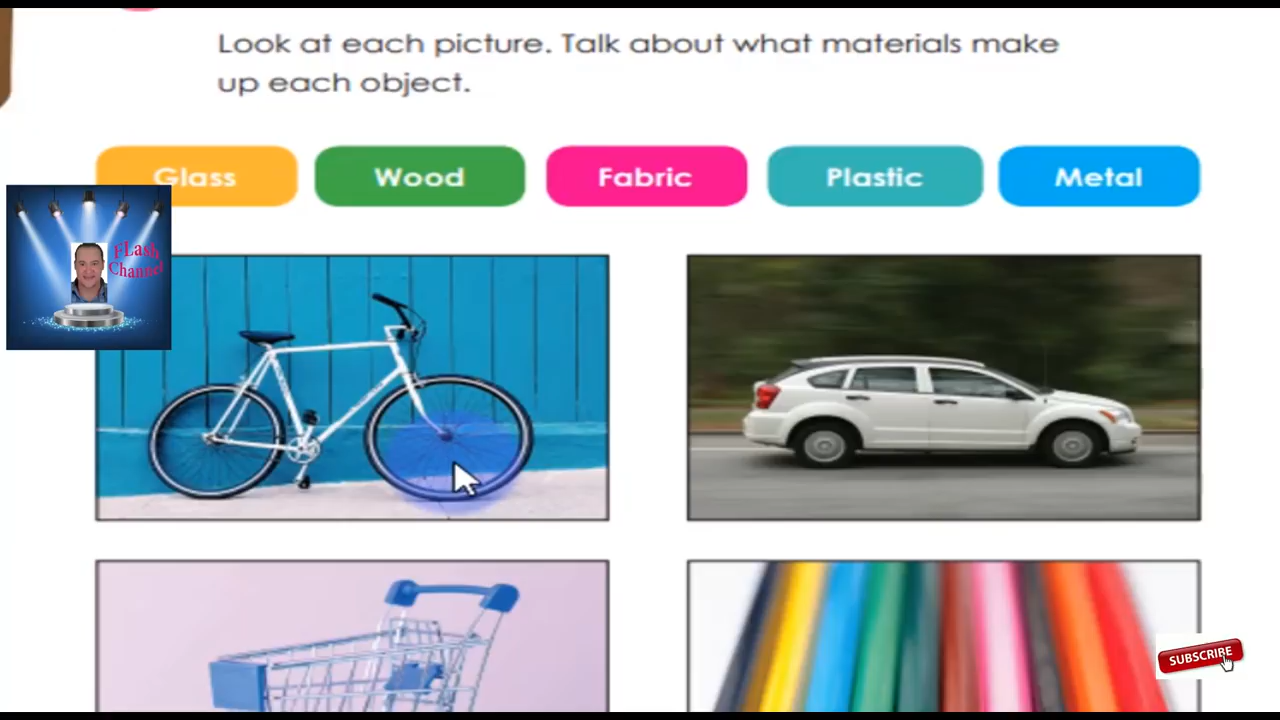 Look at each picture. Talk about what materials make
up each object.
Glass
Wood
Fabric
Plastic
Metal
FLash
Channel
SUBSCRIBE